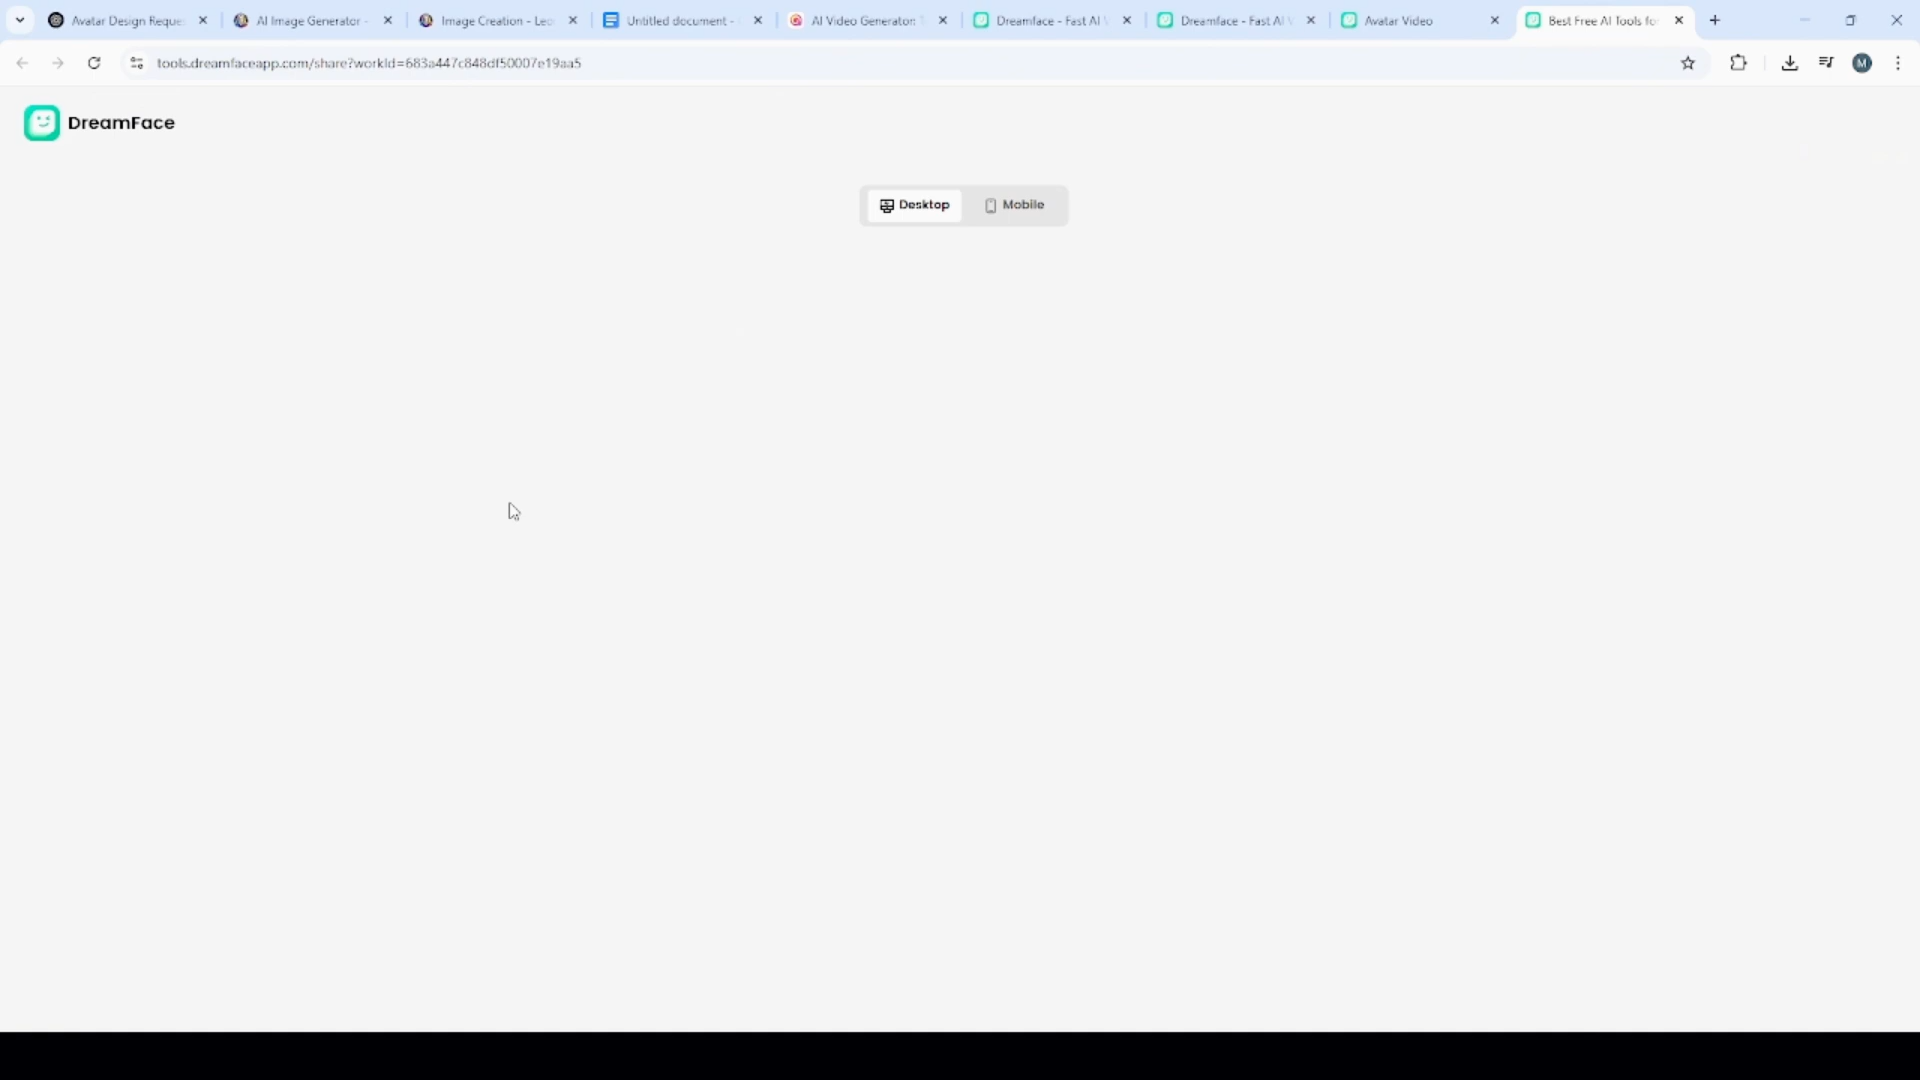 Avatar Design Reque
AI Image Generator -
Image Creation - Leo
Untitled document -
AI Video Generator:
Dreamface - Fast AI
Dreamface - Fast AI
Avatar Video
Best Free AI Tools fo
tools.dreamfaceapp.com/share?workId=683a447c848df50007e19aa5
M
DreamFace
Desktop
Mobile